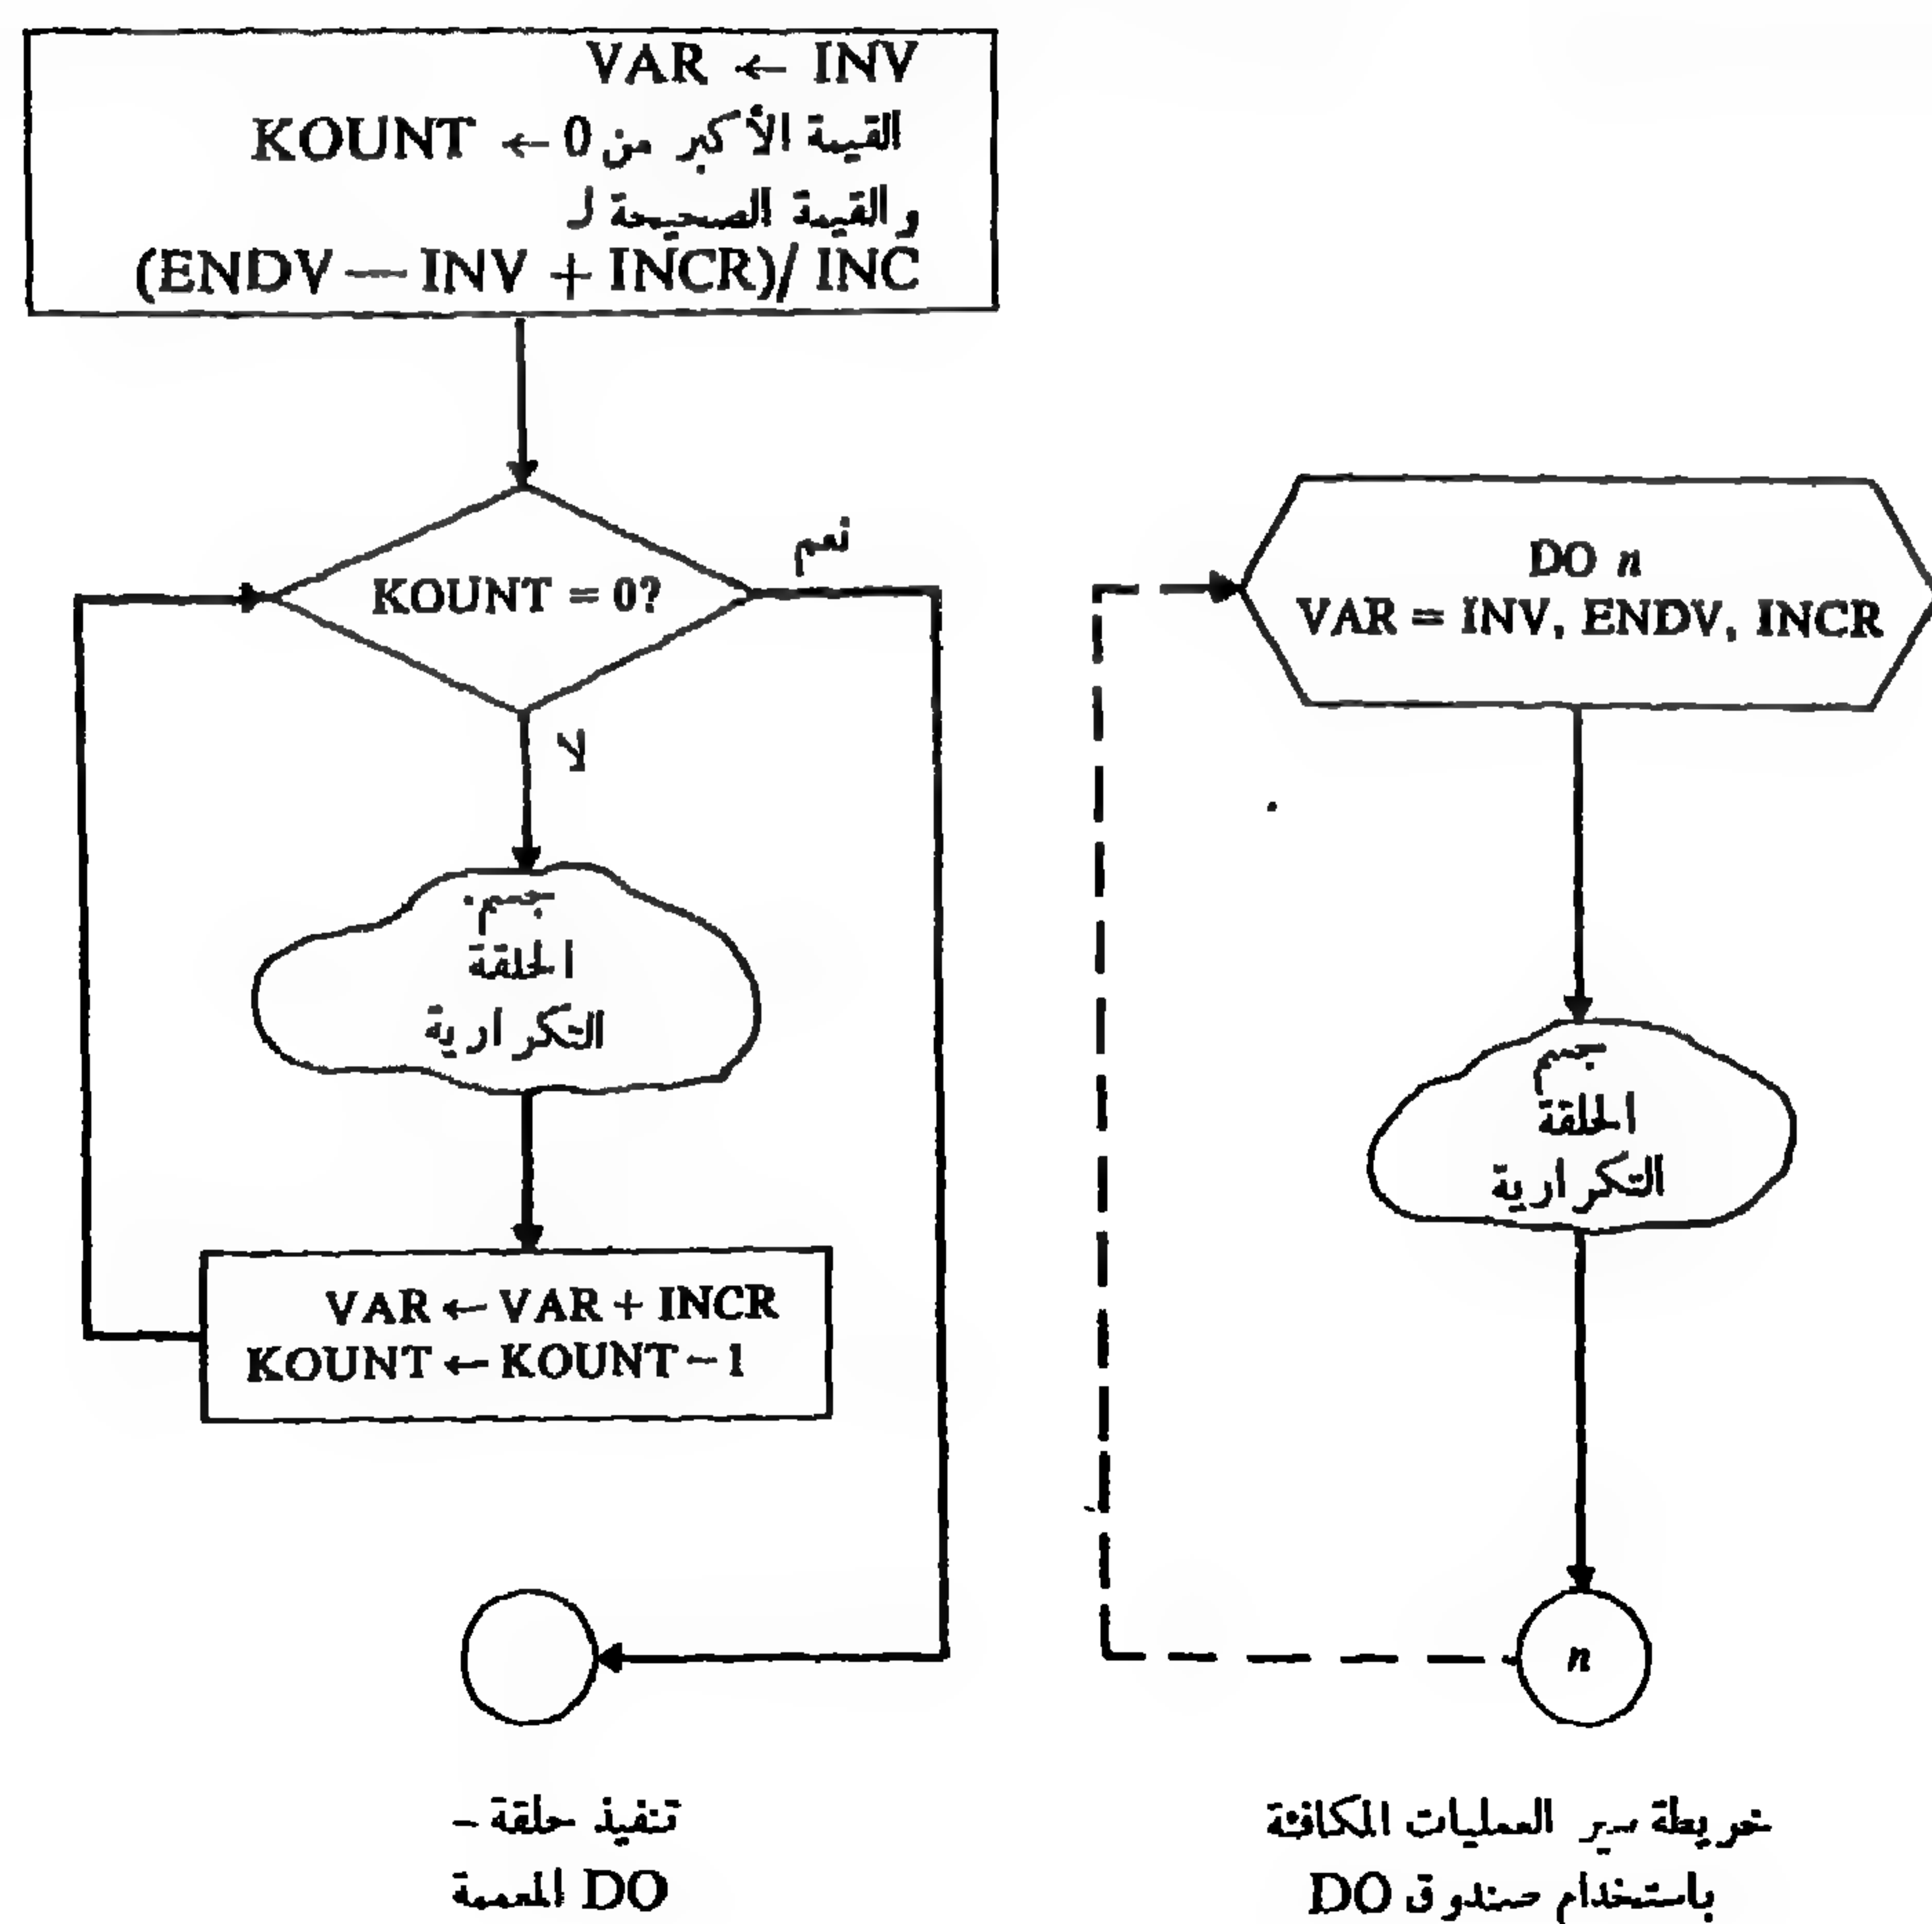 VAR ← INV
KOUNT ← القيمة الأكبر من 0
والقيمة الصحيحة لـ
(ENDV — INV + INCR)/ INC
KOUNT = 0?
نعم
لا
جسم
الحلقة
التكرارية
VAR ← VAR + INCR
KOUNT ← KOUNT - 1
تنفيذ حلقة –
DO المعممة
DO n
VAR = INV, ENDV, INCR
جسم
الحلقة
التكرارية
n
خريطة سير العمليات المكافئة
باستخدام صندوق DO